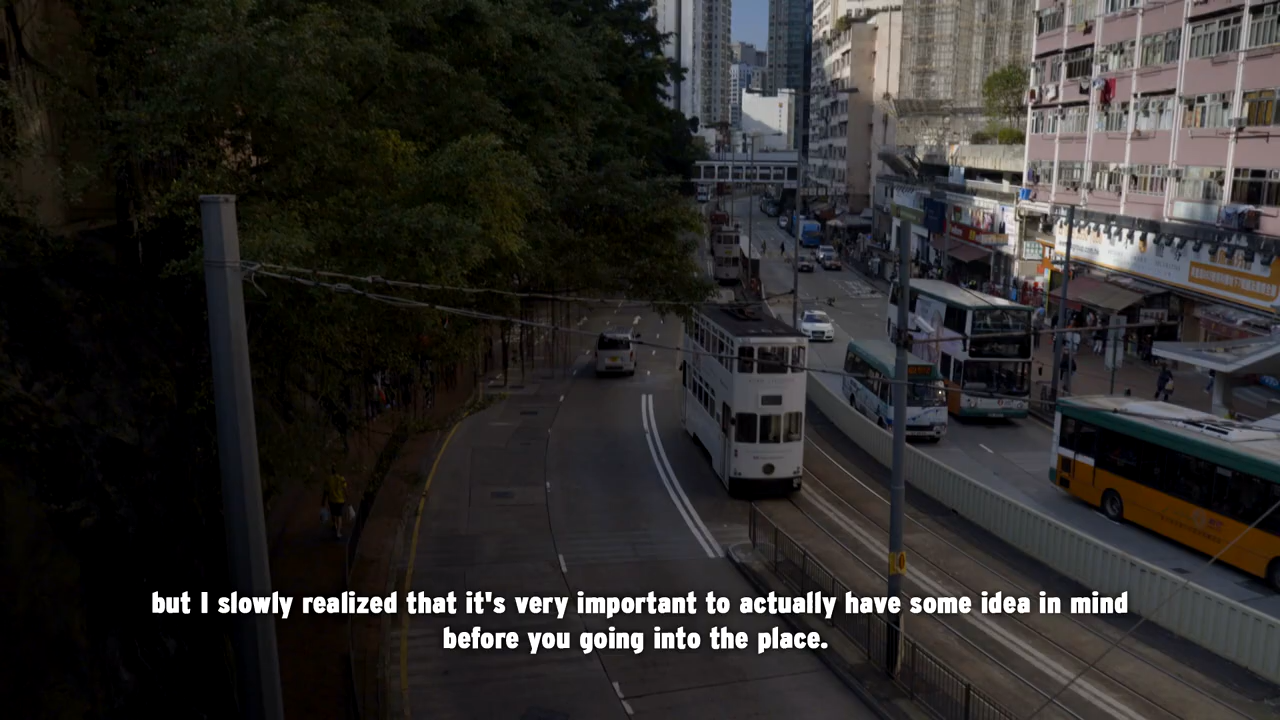 but I slowly realized that it's very important to actually have some idea in mind
before you going into the place.